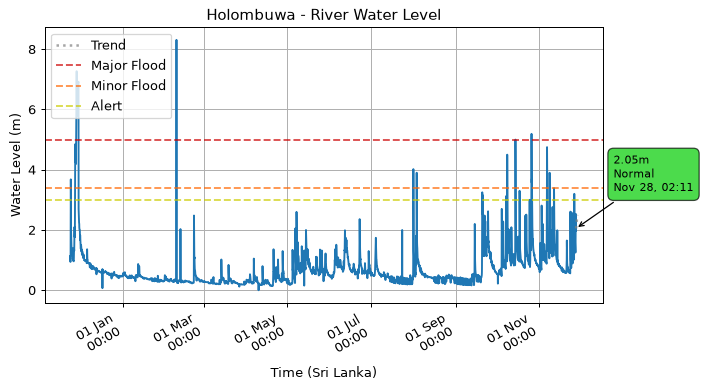 Holombuwa - River Water Level
Water Level (m)
8
6
4
2
0
Trend
Major Flood
Minor Flood
Alert
2.05m
Normal
Nov 28, 02:11
01 Jan
00:00
01 Mar
00:00
01 May
00:00
01 Jul
00:00
01 Sep
00:00
01 Nov
00:00
Time (Sri Lanka)